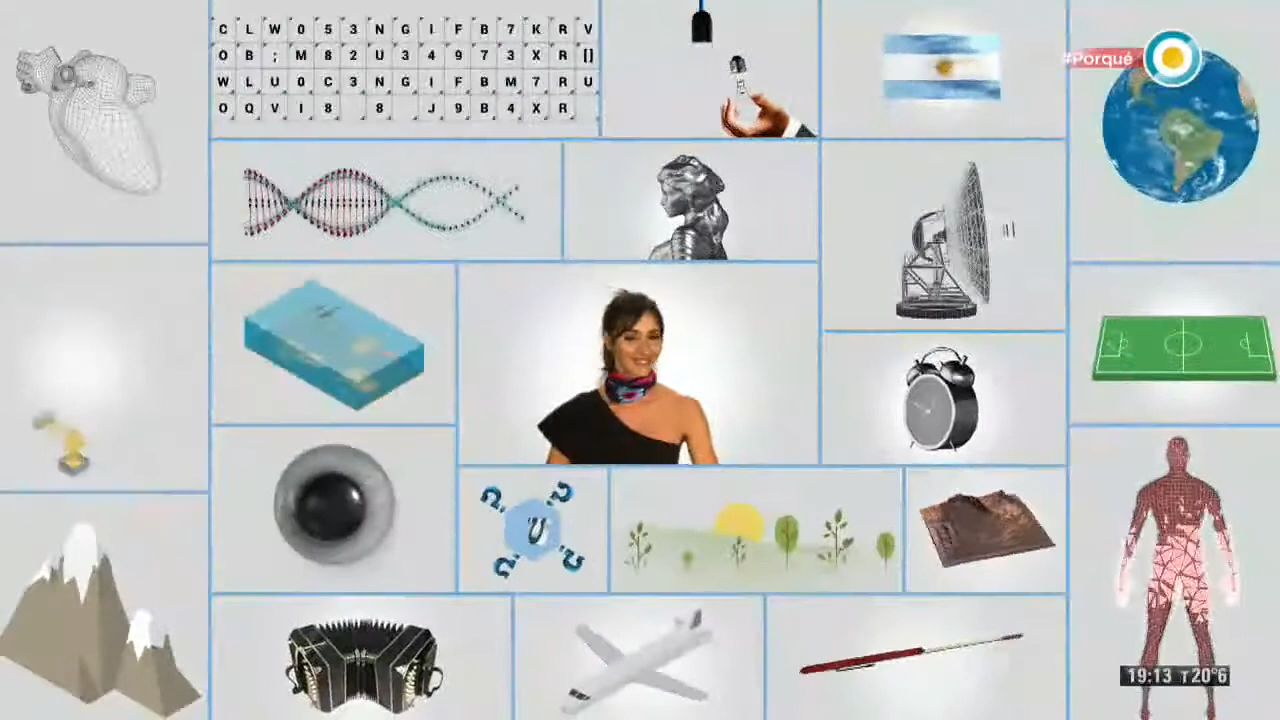 C L W 0 5 3 N G I F B 7 K R V
O B ; M 8 2 U 3 4 9 7 3 X R []
W L U 0 C 3 N G I F B M 7 R U
O Q V I 8 8 J 9 B 4 X R
#Porqué
19:13 T20°6